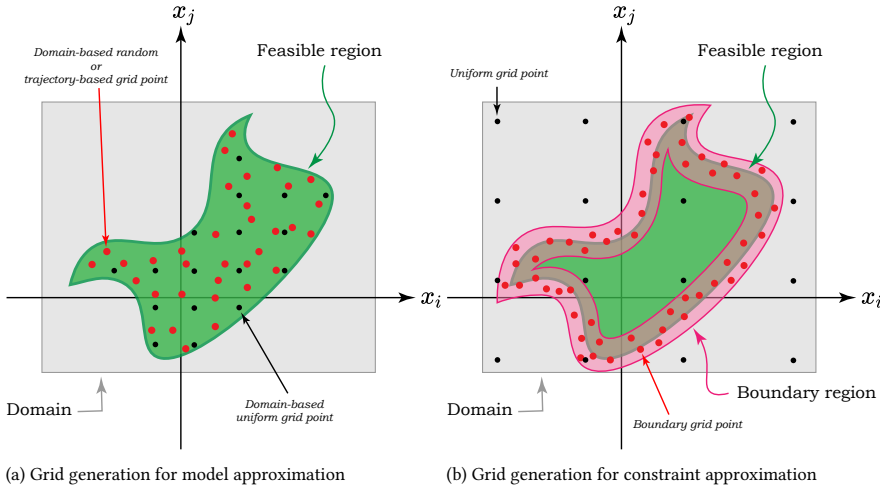 x_j
Domain-based random
or
trajectory-based grid point
Feasible region
x_i
Domain
Domain-based
uniform grid point
(a) Grid generation for model approximation
x_j
Uniform grid point
Feasible region
x_i
Boundary region
Domain
Boundary grid point
(b) Grid generation for constraint approximation